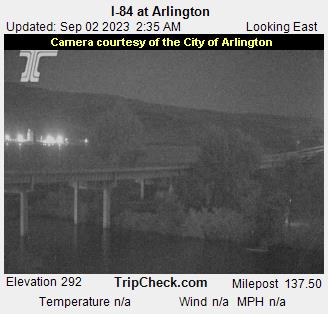 I-84 at Arlington
Updated: Sep 02 2023 2:35 AM Looking East
Camera courtesy of the City of Arlington
Elevation 292 TripCheck.com Milepost 137.50
Temperature n/a Wind n/a MPH n/a